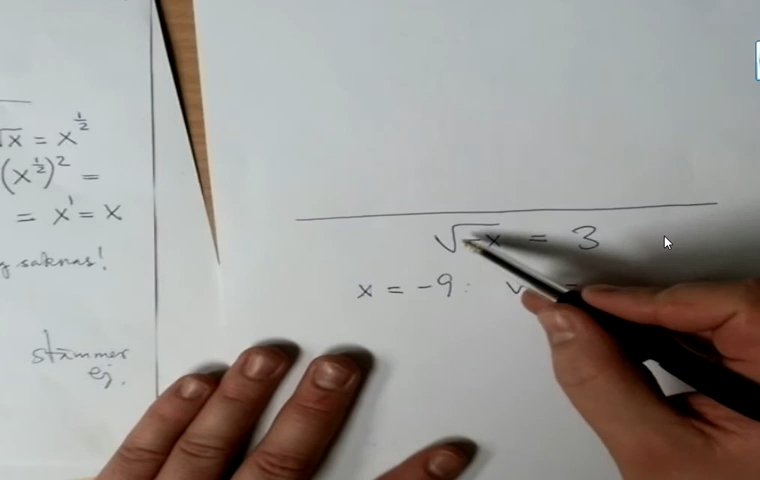 √x = x^{1/2}
(x^{1/2})² =
= x¹ = x
saknas!
stämmer
ej.
√x = 3
x = -9: